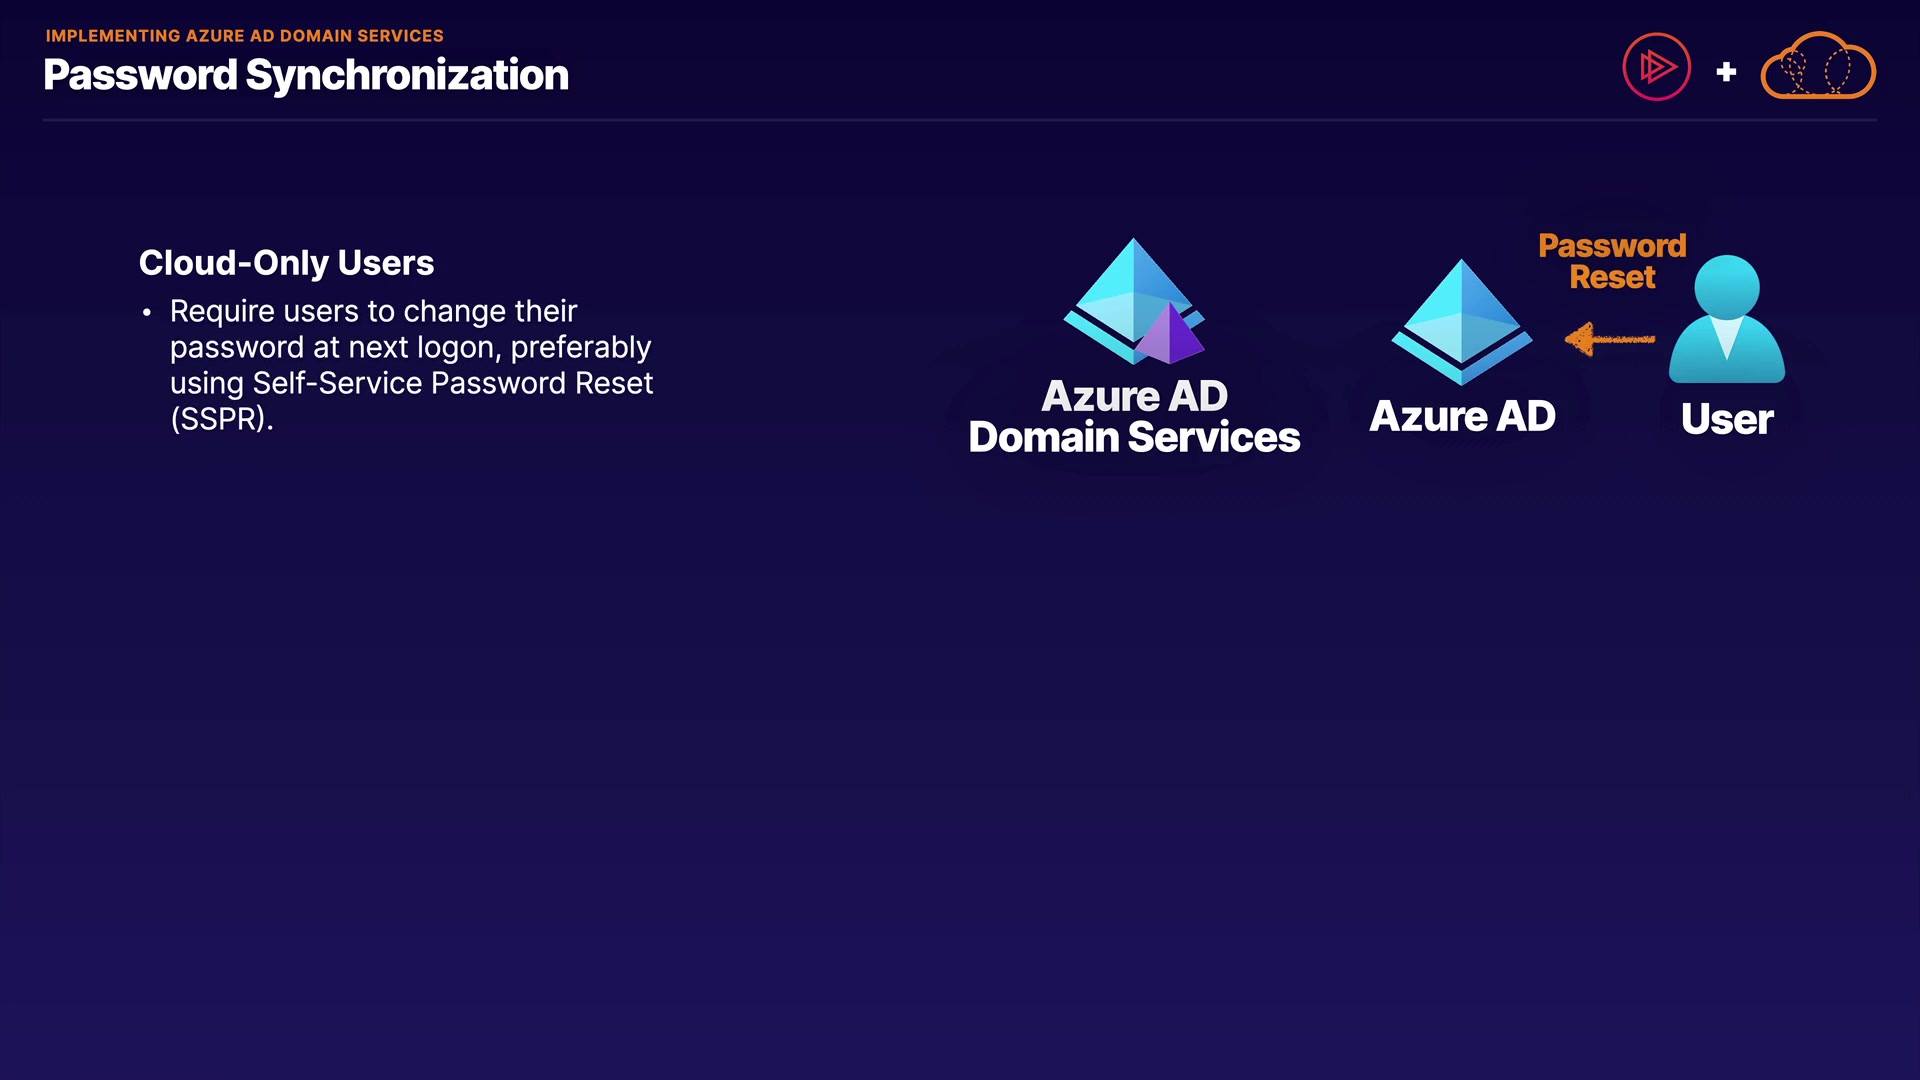 IMPLEMENTING AZURE AD DOMAIN SERVICES
Password Synchronization
Cloud-Only Users
• Require users to change their
password at next logon, preferably
using Self-Service Password Reset
(SSPR).
Password
Reset
Azure AD
Domain Services
Azure AD
User